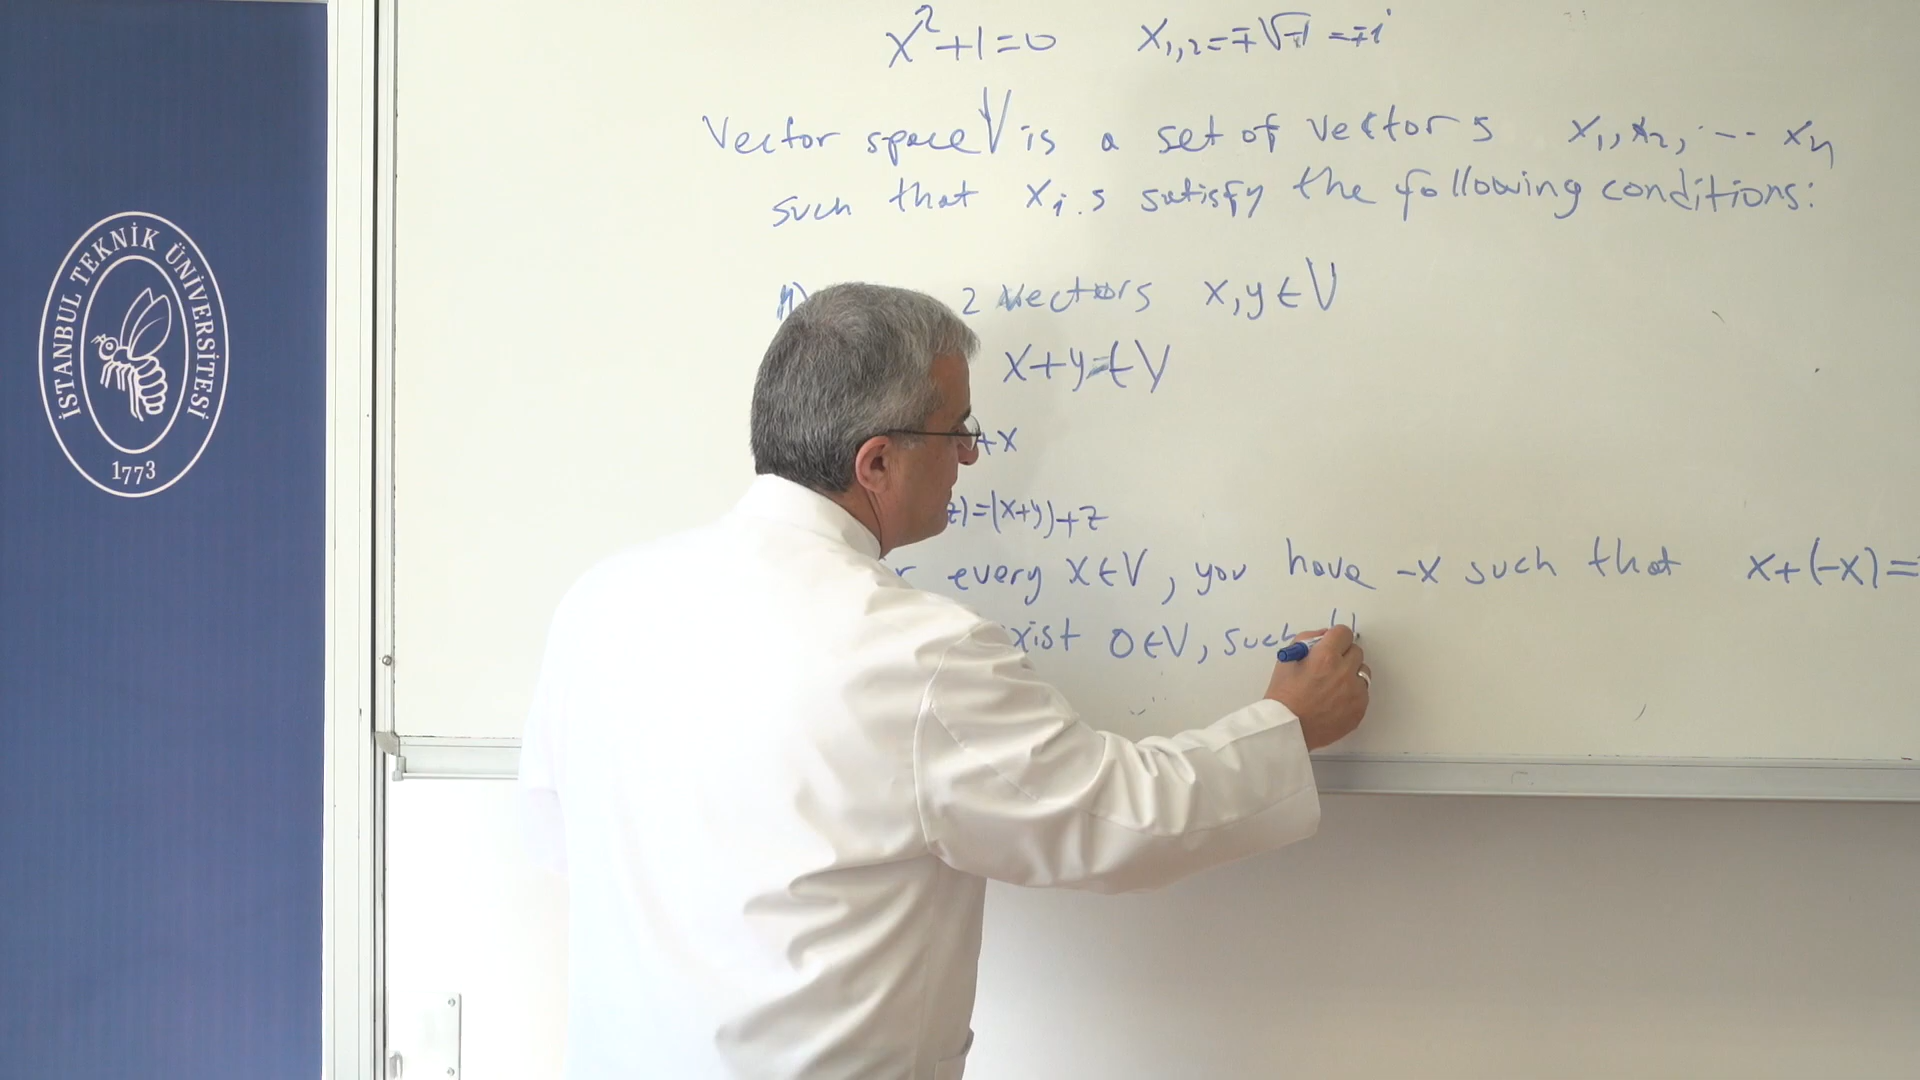 İSTANBUL TEKNİK ÜNİVERSİTESİ
1773
x²+1=0 x₁,₂=∓√-1 =∓i
Vector space V is a set of vectors x₁, x₂, ... xₙ
such that xᵢ.s satisfy the following conditions:
2 vectors x,y∈V
x+y∈V
+x
z)=(x+y)+z
every x∈V, you have -x such that x+(-x)=
xist 0∈V, such